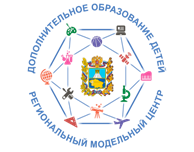 ДОПОЛНИТЕЛЬНОЕ ОБРАЗОВАНИЕ ДЕТЕЙ
РЕГИОНАЛЬНЫЙ МОДЕЛЬНЫЙ ЦЕНТР